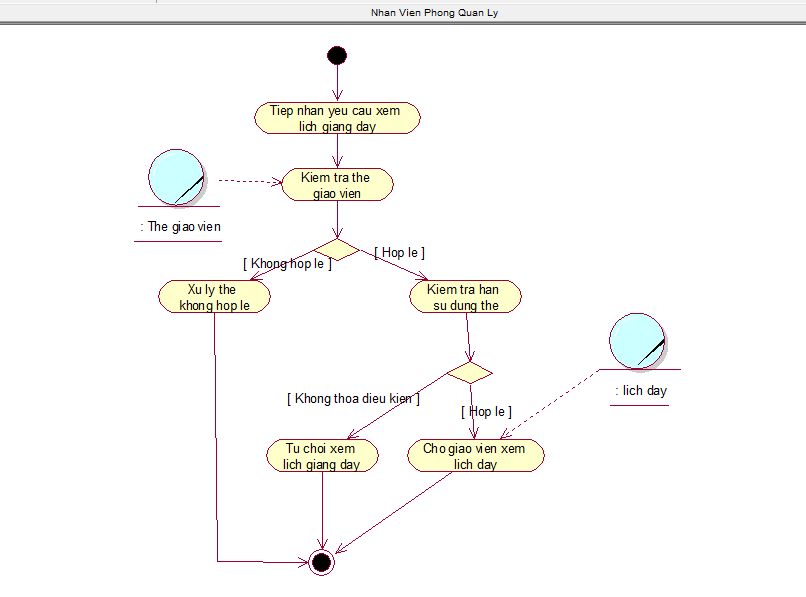 Nhan Vien Phong Quan Ly
Tiep nhan yeu cau xem
lich giang day
Kiem tra the
giao vien
: The giao vien
[ Khong hop le ]
[ Hop le ]
Xu ly the
khong hop le
Kiem tra han
su dung the
: lich day
[ Khong thoa dieu kien ]
[ Hop le ]
Tu choi xem
lich giang day
Cho giao vien xem
lich day